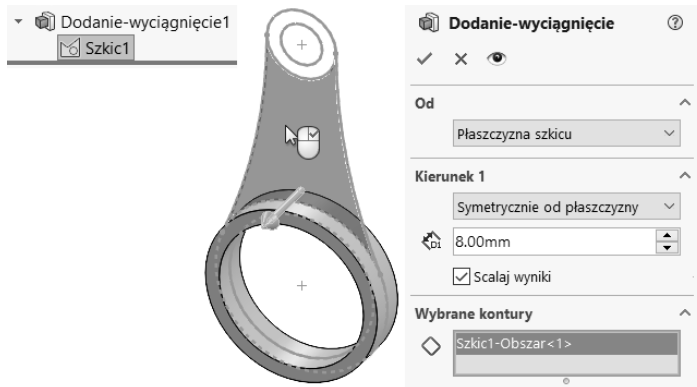 Dodanie-wyciągnięcie1
Szkic1
Dodanie-wyciągnięcie
Od
Płaszczyzna szkicu
Kierunek 1
Symetrycznie od płaszczyzny
D1
8.00mm
Scalaj wyniki
Wybrane kontury
Szkic1-Obszar<1>